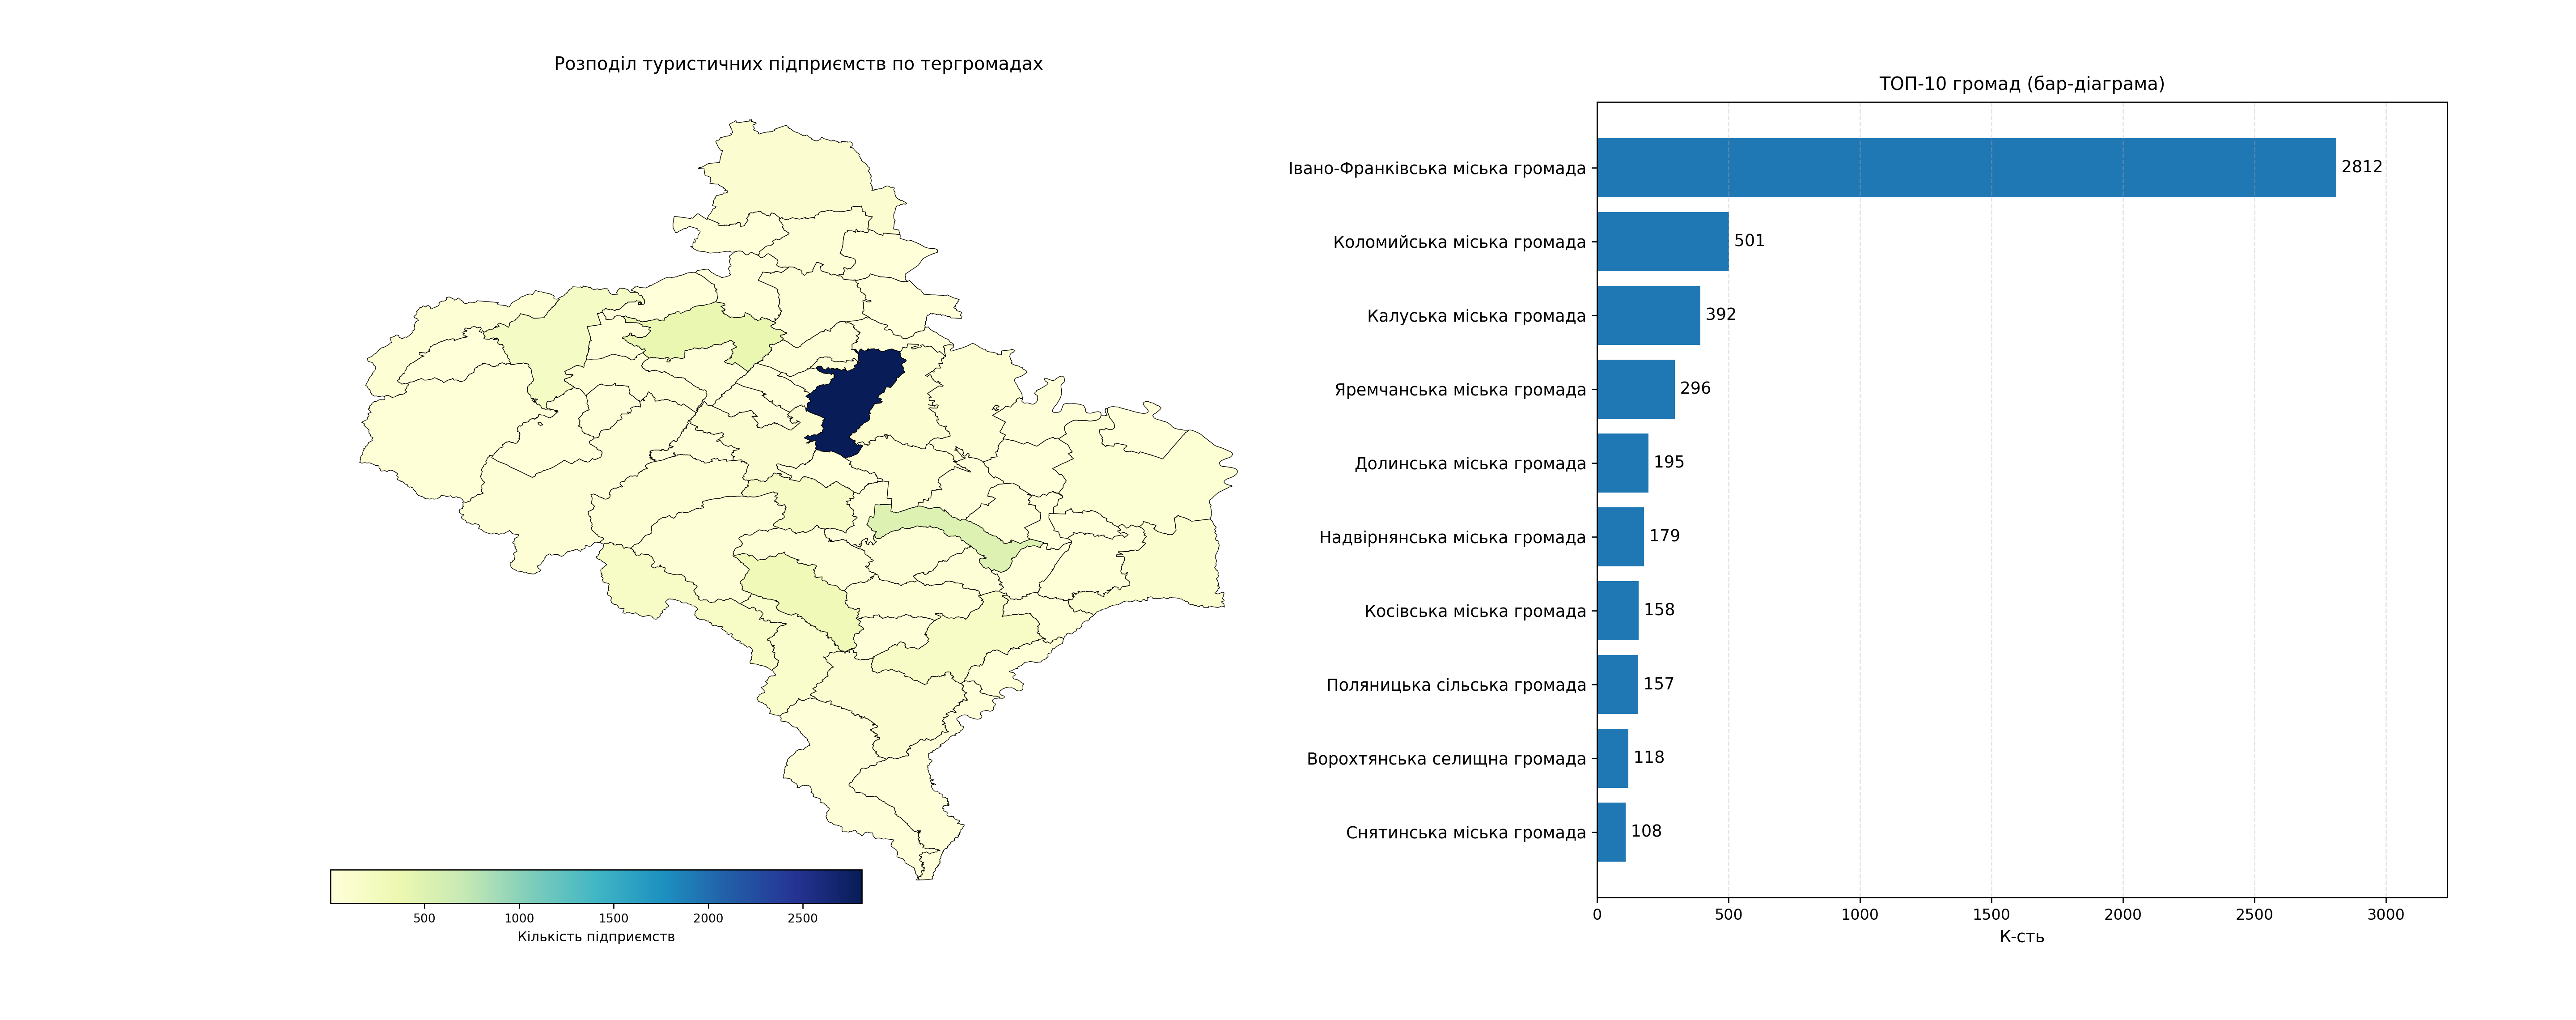 Розподіл туристичних підприємств по тергромадах
500 1000 1500 2000 2500
Кількість підприємств
ТОП-10 громад (бар-діаграма)
Івано-Франківська міська громада 2812
Коломийська міська громада 501
Калуська міська громада 392
Яремчанська міська громада 296
Долинська міська громада 195
Надвірнянська міська громада 179
Косівська міська громада 158
Поляницька сільська громада 157
Ворохтянська селищна громада 118
Снятинська міська громада 108
0 500 1000 1500 2000 2500 3000
К-сть